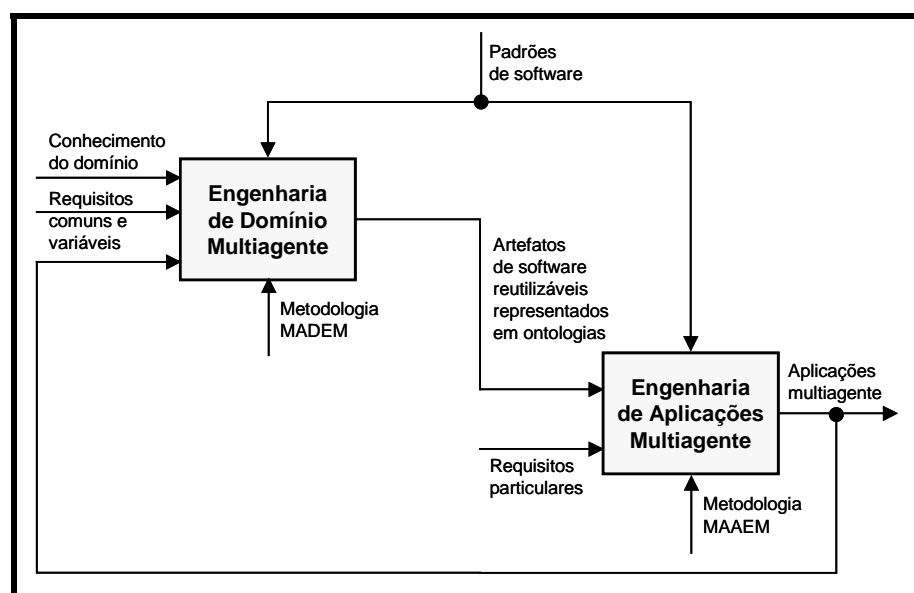 Padrões
de software
Conhecimento
do domínio
Requisitos
comuns e
variáveis
Engenharia
de Domínio
Multiagente
Metodologia
MADEM
Artefatos
de software
reutilizáveis
representados
em ontologias
Engenharia
de Aplicações
Multiagente
Aplicações
multiagente
Requisitos
particulares
Metodologia
MAAEM